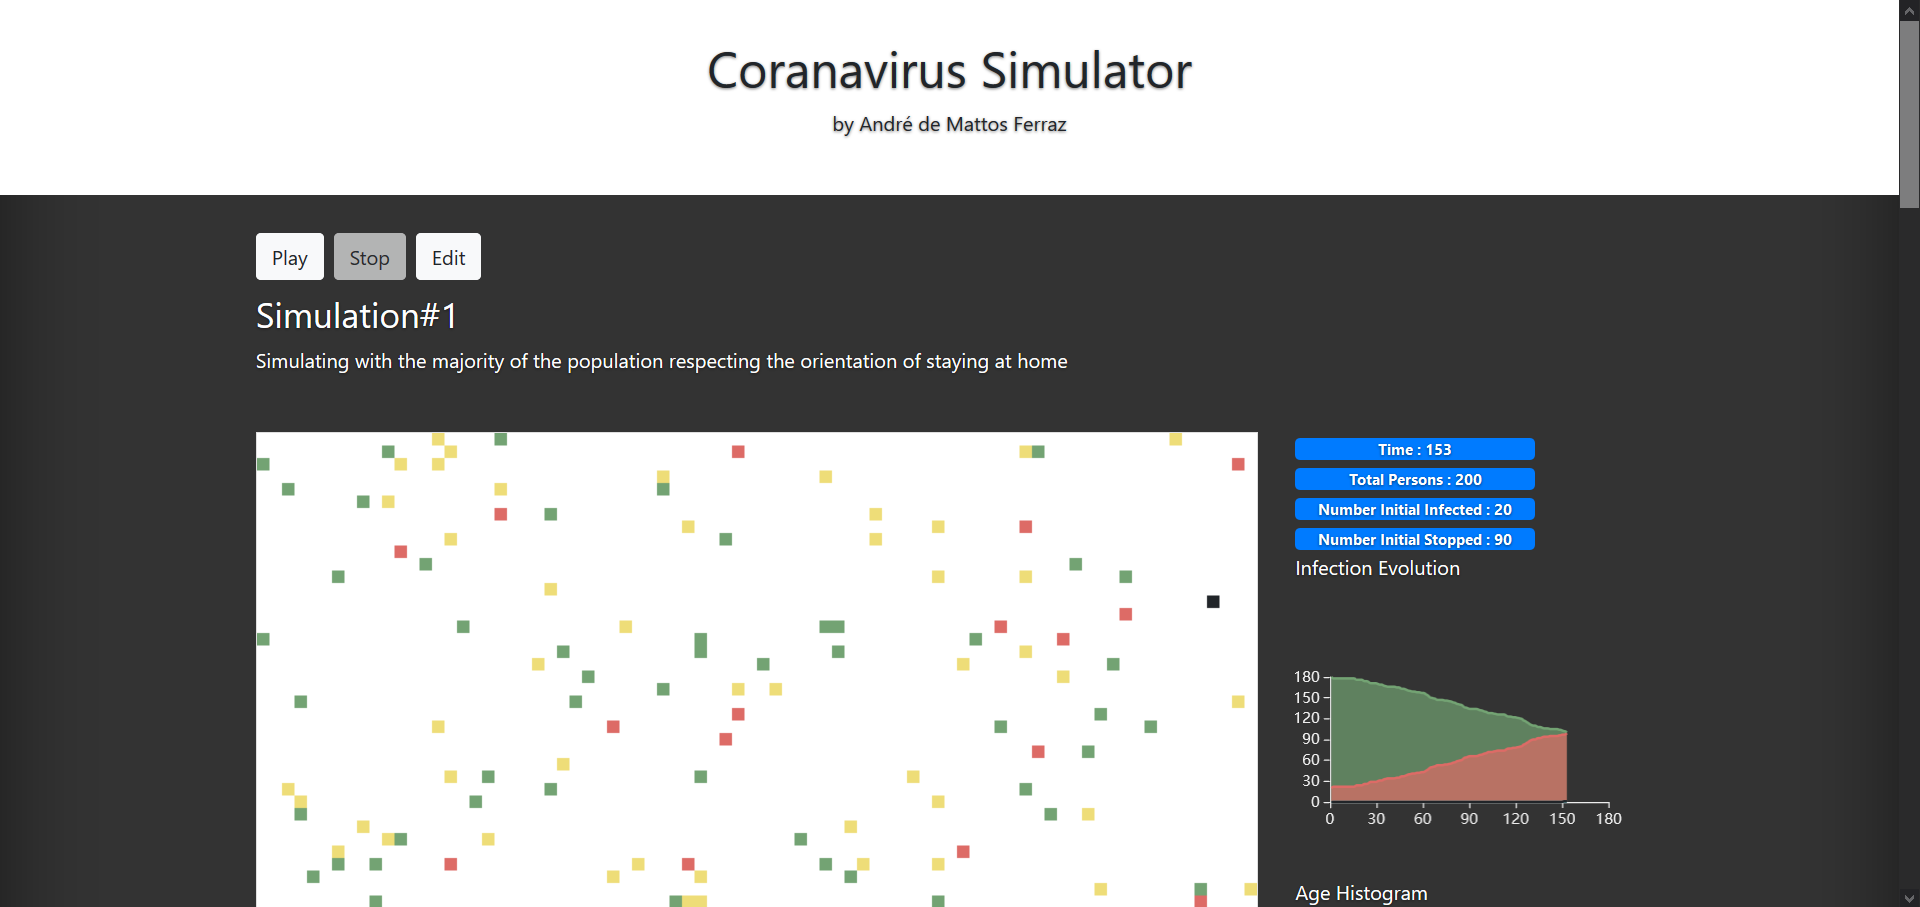 Coranavirus Simulator
by André de Mattos Ferraz
Play Stop Edit
Simulation#1
Simulating with the majority of the population respecting the orientation of staying at home
Time : 153
Total Persons : 200
Number Initial Infected : 20
Number Initial Stopped : 90
Infection Evolution
180
150
120
90
60
30
0
0 30 60 90 120 150 180
Age Histogram